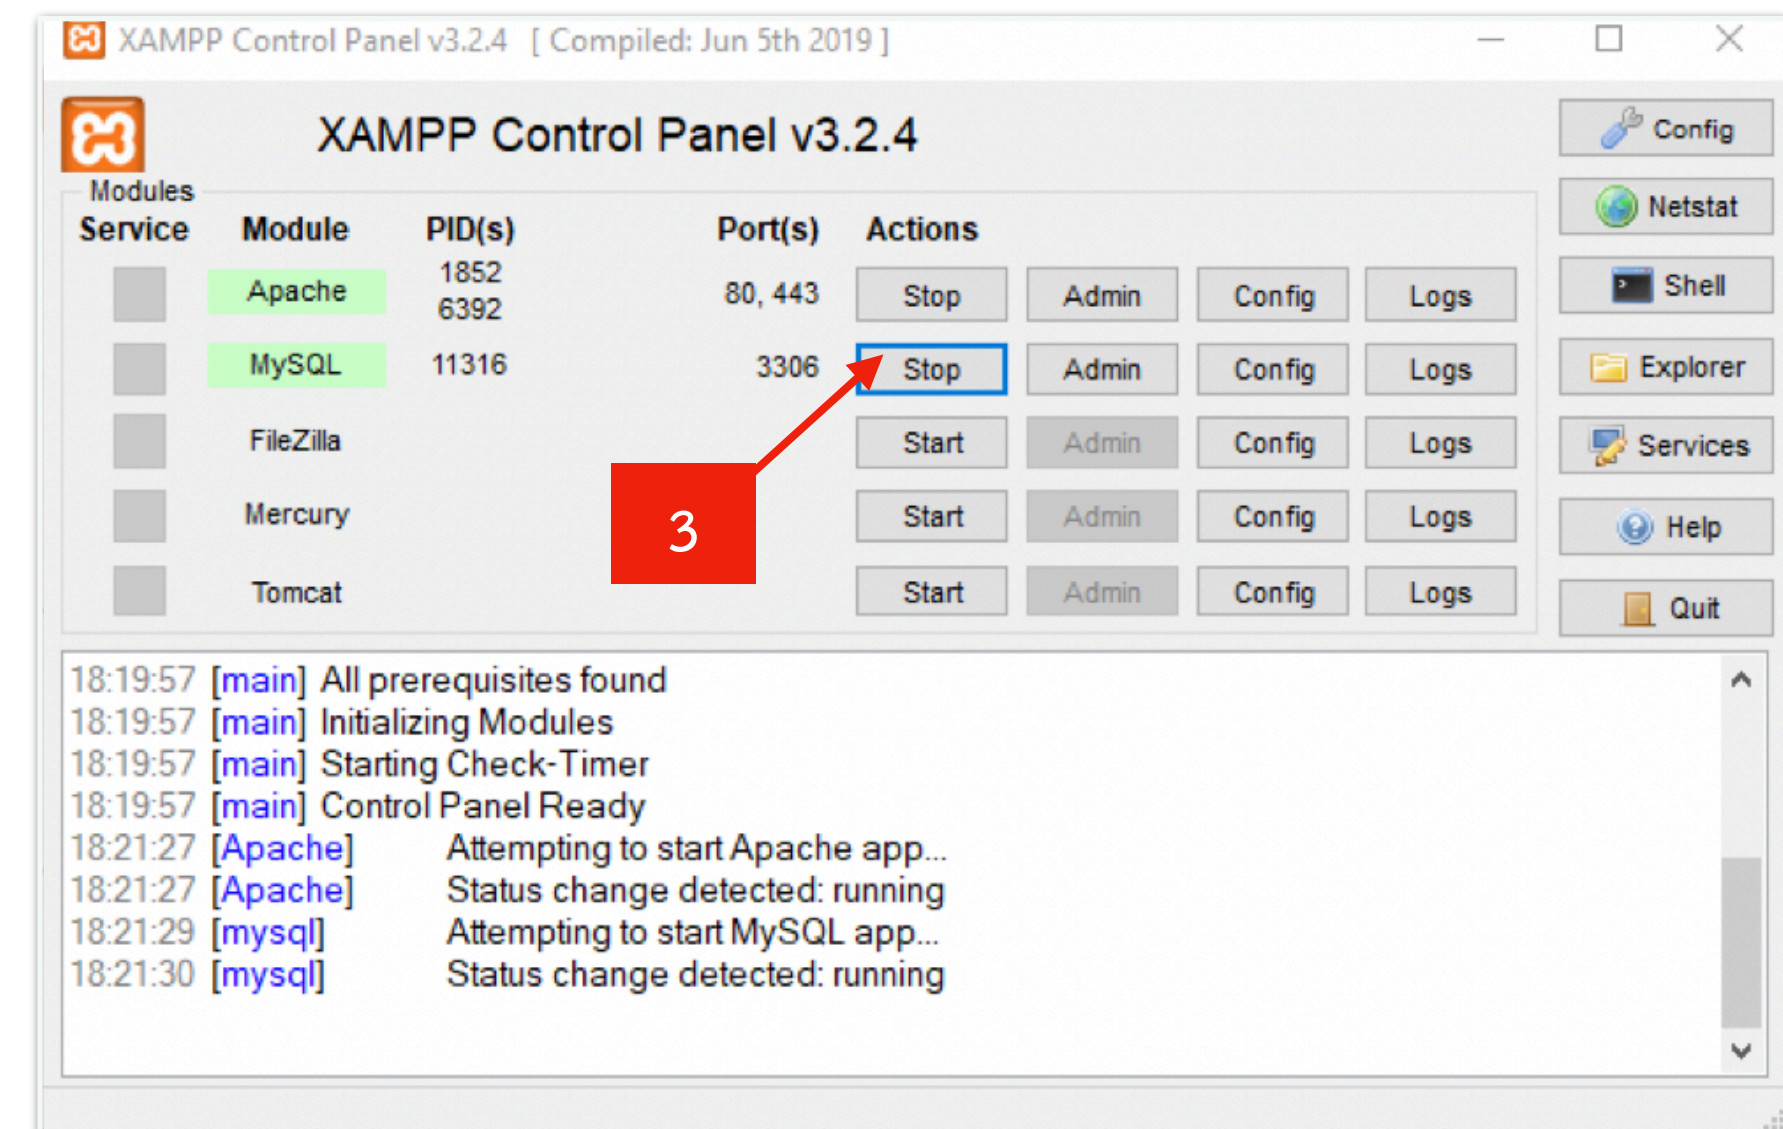 XAMPP Control Panel v3.2.4 [ Compiled: Jun 5th 2019 ]
XAMPP Control Panel v3.2.4
Config
Modules
Netstat
Service Module PID(s) Port(s) Actions
Apache 1852 6392 80, 443 Stop Admin Config Logs
Shell
MySQL 11316 3306 Stop Admin Config Logs
Explorer
FileZilla Start Admin Config Logs
Services
3
Mercury Start Admin Config Logs
Help
Tomcat Start Admin Config Logs
Quit
18:19:57 [main] All prerequisites found
18:19:57 [main] Initializing Modules
18:19:57 [main] Starting Check-Timer
18:19:57 [main] Control Panel Ready
18:21:27 [Apache] Attempting to start Apache app...
18:21:27 [Apache] Status change detected: running
18:21:29 [mysql] Attempting to start MySQL app...
18:21:30 [mysql] Status change detected: running